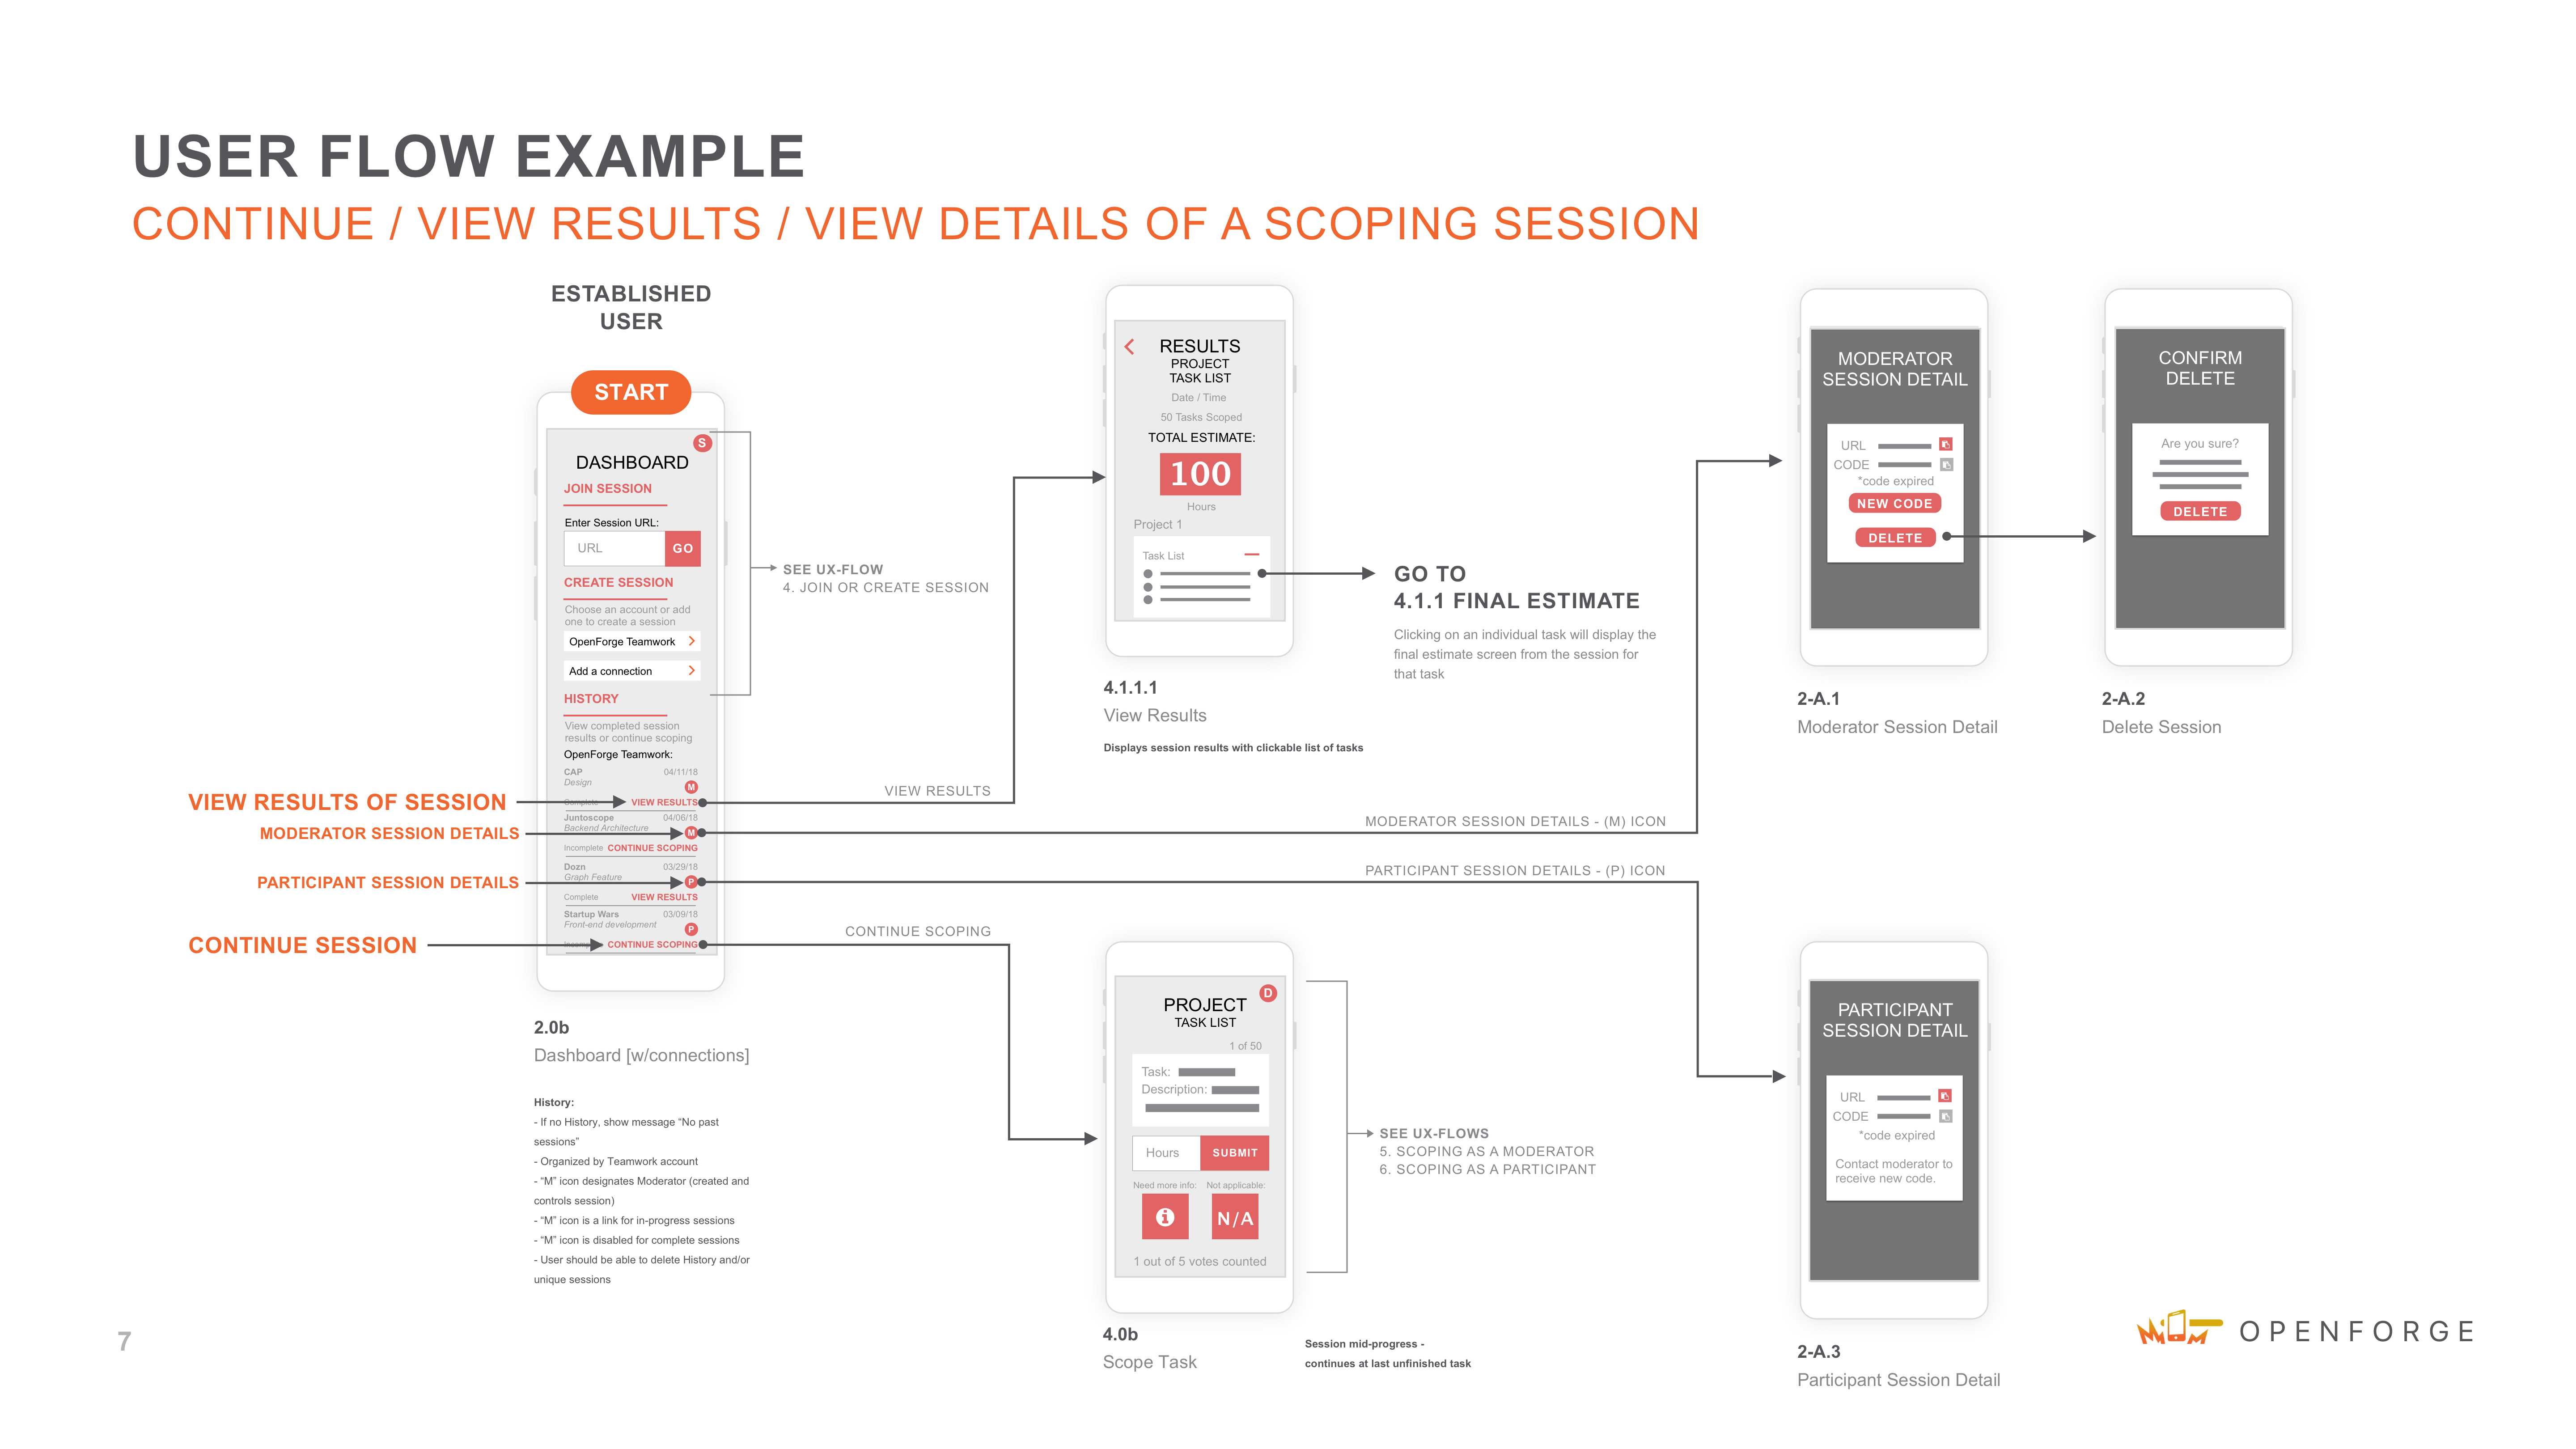 USER FLOW EXAMPLE
CONTINUE / VIEW RESULTS / VIEW DETAILS OF A SCOPING SESSION
ESTABLISHED
USER
START
S
DASHBOARD
JOIN SESSION
Enter Session URL:
URL GO
CREATE SESSION
Choose an account or add
one to create a session
OpenForge Teamwork
Add a connection
HISTORY
View completed session
results or continue scoping
OpenForge Teamwork:
CAP 04/11/18
Design
M
Complete VIEW RESULTS
Juntoscope 04/06/18
Backend Architecture
M
Incomplete CONTINUE SCOPING
Dozn 03/29/18
Graph Feature
P
Complete VIEW RESULTS
Startup Wars 03/09/18
Front-end development
P
CONTINUE SCOPING
VIEW RESULTS OF SESSION
MODERATOR SESSION DETAILS
PARTICIPANT SESSION DETAILS
CONTINUE SESSION
2.0b
Dashboard [w/connections]
History:
- If no History, show message “No past
sessions”
- Organized by Teamwork account
- “M” icon designates Moderator (created and
controls session)
- “M” icon is a link for in-progress sessions
- “M” icon is disabled for complete sessions
- User should be able to delete History and/or
unique sessions
SEE UX-FLOW
4. JOIN OR CREATE SESSION
VIEW RESULTS
MODERATOR SESSION DETAILS - (M) ICON
PARTICIPANT SESSION DETAILS - (P) ICON
CONTINUE SCOPING
RESULTS
PROJECT
TASK LIST
Date / Time
50 Tasks Scoped
TOTAL ESTIMATE:
100
Hours
Project 1
Task List
4.1.1.1
View Results
Displays session results with clickable list of tasks
GO TO
4.1.1 FINAL ESTIMATE
Clicking on an individual task will display the
final estimate screen from the session for
that task
MODERATOR
SESSION DETAIL
URL
CODE
*code expired
NEW CODE
DELETE
2-A.1
Moderator Session Detail
CONFIRM
DELETE
Are you sure?
DELETE
2-A.2
Delete Session
D
PROJECT
TASK LIST
1 of 50
Task:
Description:
Hours SUBMIT
Need more info: Not applicable:
N/A
1 out of 5 votes counted
4.0b
Scope Task
Session mid-progress -
continues at last unfinished task
SEE UX-FLOWS
5. SCOPING AS A MODERATOR
6. SCOPING AS A PARTICIPANT
PARTICIPANT
SESSION DETAIL
URL
CODE
*code expired
Contact moderator to
receive new code.
2-A.3
Participant Session Detail
7
OPENFORGE